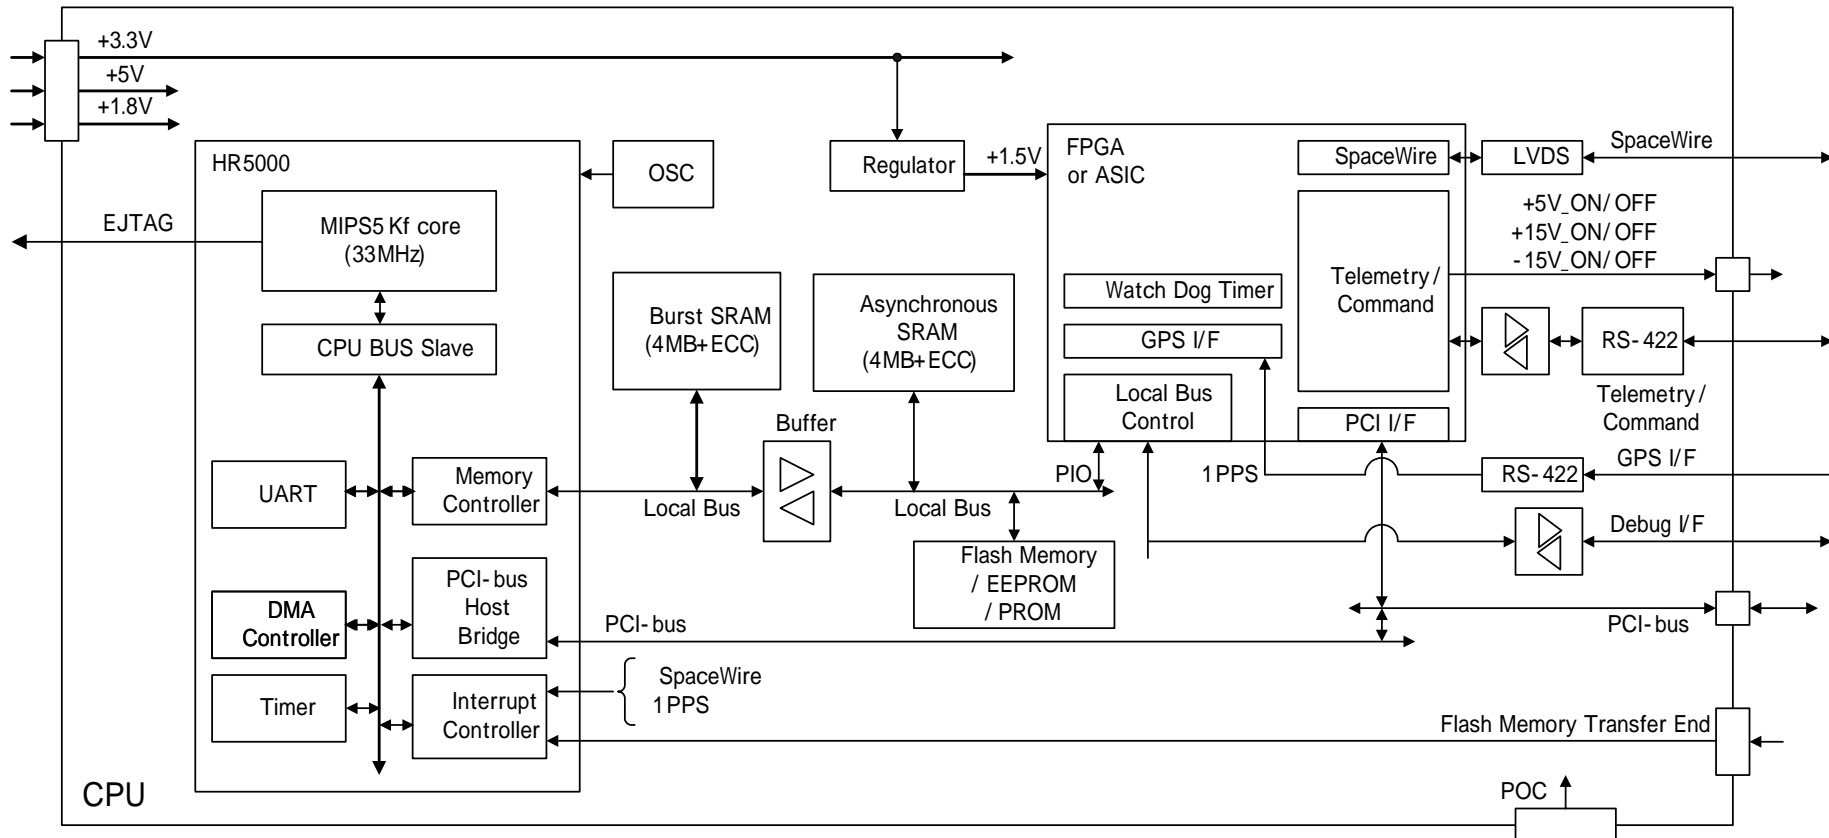 +3.3V
+5V
+1.8V
HR5000
MIPS5Kf core
(33MHz)
EJTAG
CPU BUS Slave
UART
Memory
Controller
DMA
Controller
PCI-bus
Host
Bridge
Timer
Interrupt
Controller
CPU
OSC
Burst SRAM
(4MB+ECC)
Asynchronous
SRAM
(4MB+ECC)
Buffer
Local Bus
Local Bus
Flash Memory
/ EEPROM
/ PROM
PCI-bus
SpaceWire
1PPS
Regulator
+1.5V
FPGA
or ASIC
SpaceWire
Watch Dog Timer
GPS I/F
Local Bus
Control
Telemetry/
Command
PCI I/F
PIO
1PPS
LVDS
SpaceWire
+5V_ON/OFF
+15V_ON/OFF
-15V_ON/OFF
RS-422
Telemetry/
Command
RS-422
GPS I/F
Debug I/F
PCI-bus
Flash Memory Transfer End
POC